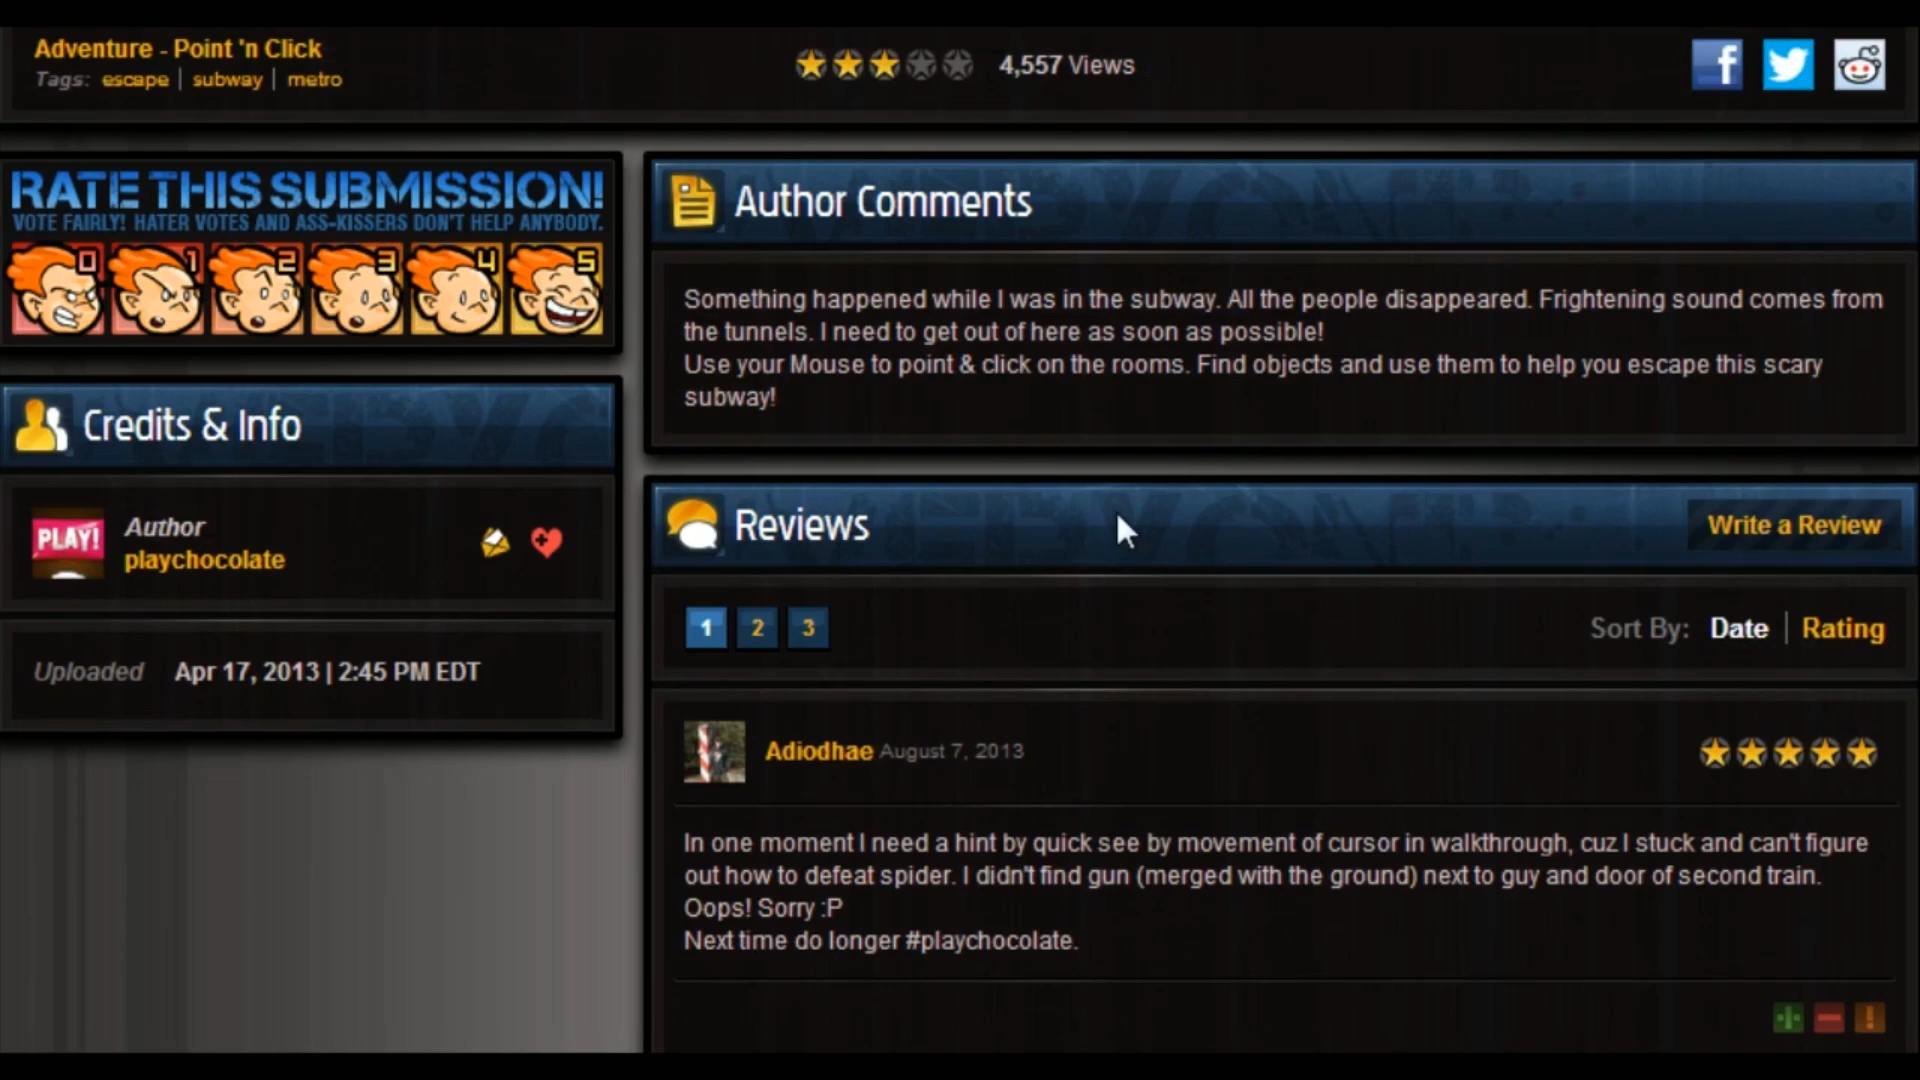 Adventure - Point 'n Click
Tags: escape | subway | metro
4,557 Views
RATE THIS SUBMISSION!
VOTE FAIRLY! HATER VOTES AND ASS-KISSERS DON'T HELP ANYBODY.
0 1 2 3 4 5
Credits & Info
PLAY!
Author
playchocolate
Uploaded Apr 17, 2013 | 2:45 PM EDT
Author Comments
Something happened while I was in the subway. All the people disappeared. Frightening sound comes from
the tunnels. I need to get out of here as soon as possible!
Use your Mouse to point & click on the rooms. Find objects and use them to help you escape this scary
subway!
Reviews
Write a Review
1 2 3
Sort By: Date | Rating
Adiodhae August 7, 2013
In one moment I need a hint by quick see by movement of cursor in walkthrough, cuz I stuck and can't figure
out how to defeat spider. I didn't find gun (merged with the ground) next to guy and door of second train.
Oops! Sorry :P
Next time do longer #playchocolate.